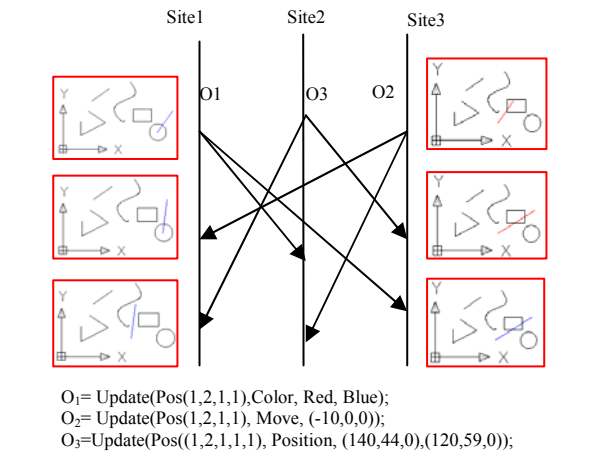 Site1 Site2 Site3
O1 O3 O2
Y Y
X X
Y Y
X X
Y Y
X X
O1= Update(Pos(1,2,1,1),Color, Red, Blue);
O2= Update(Pos(1,2,1,1), Move, (-10,0,0));
O3=Update(Pos((1,2,1,1,1), Position, (140,44,0),(120,59,0));